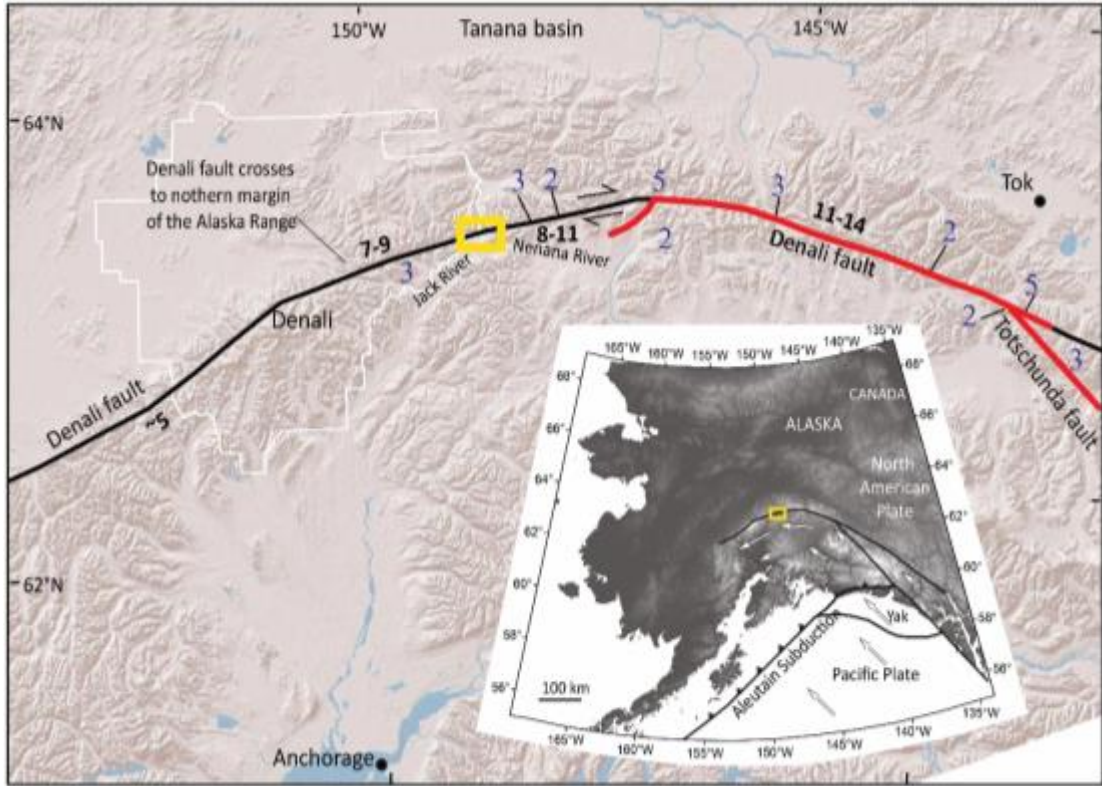 150°W
Tanana basin
145°W
64°N
Denali fault crosses
to nothern margin
of the Alaska Range
Tok
3
2
5
3
11-14
7-9
8-11
2
Denali fault
2
3
Jack River
Nenana River
5
2
Denali
Totschunda fault
3
Denali fault
~5
62°N
Anchorage
165°W
160°W
155°W
150°W
145°W
140°W
135°W
68°
66°
64°
62°
60°
58°
56°
66°
64°
62°
60°
58°
56°
CANADA
ALASKA
North
American
Plate
Yak
Aleutain Subduction
Pacific Plate
100 km
165°W
160°W
155°W
150°W
145°W
140°W
135°W